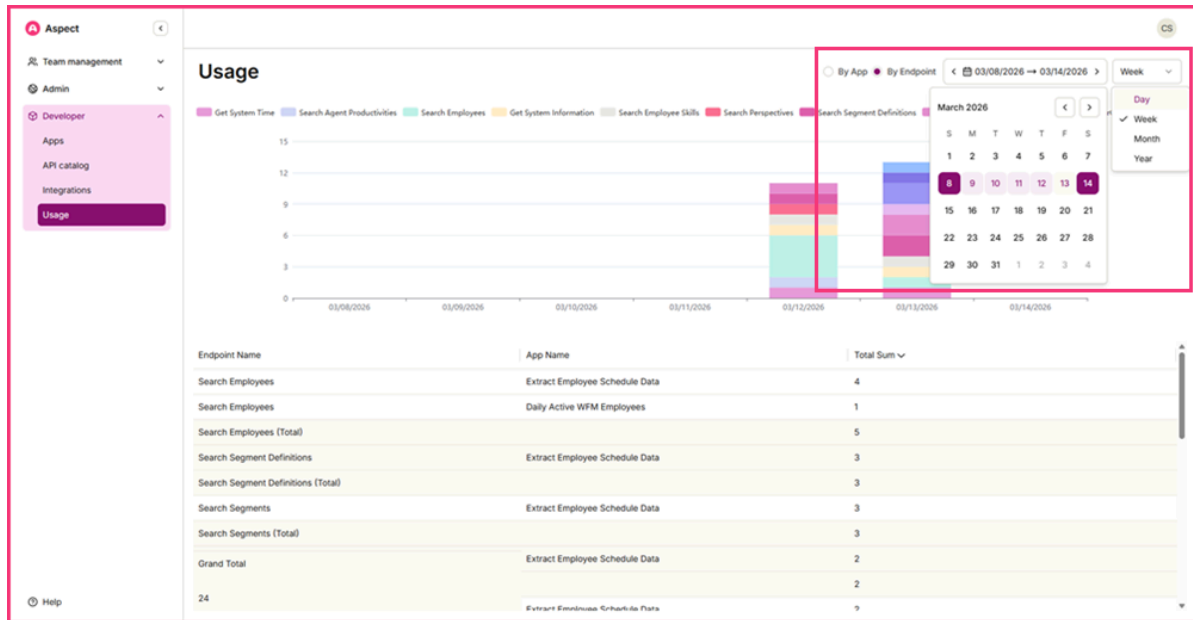 Aspect
CS
Team management
Admin
Developer
Apps
API catalog
Integrations
Usage
Help
Usage
By App By Endpoint 03/08/2026 → 03/14/2026 Week
Day
Week
Month
Year
March 2026
S M T W T F S
1 2 3 4 5 6 7
8 9 10 11 12 13 14
15 16 17 18 19 20 21
22 23 24 25 26 27 28
29 30 31 1 2 3 4
Get System Time Search Agent Productivities Search Employees Get System Information Search Employee Skills Search Perspectives Search Segment Definitions
15
12
9
6
3
0
03/08/2026 03/09/2026 03/10/2026 03/11/2026 03/12/2026 03/13/2026 03/14/2026
Endpoint Name App Name Total Sum
Search Employees Extract Employee Schedule Data 4
Search Employees Daily Active WFM Employees 1
Search Employees (Total) 5
Search Segment Definitions Extract Employee Schedule Data 3
Search Segment Definitions (Total) 3
Search Segments Extract Employee Schedule Data 3
Search Segments (Total) 3
Grand Total Extract Employee Schedule Data 2
2
24
Extract Employee Schedule Data 2